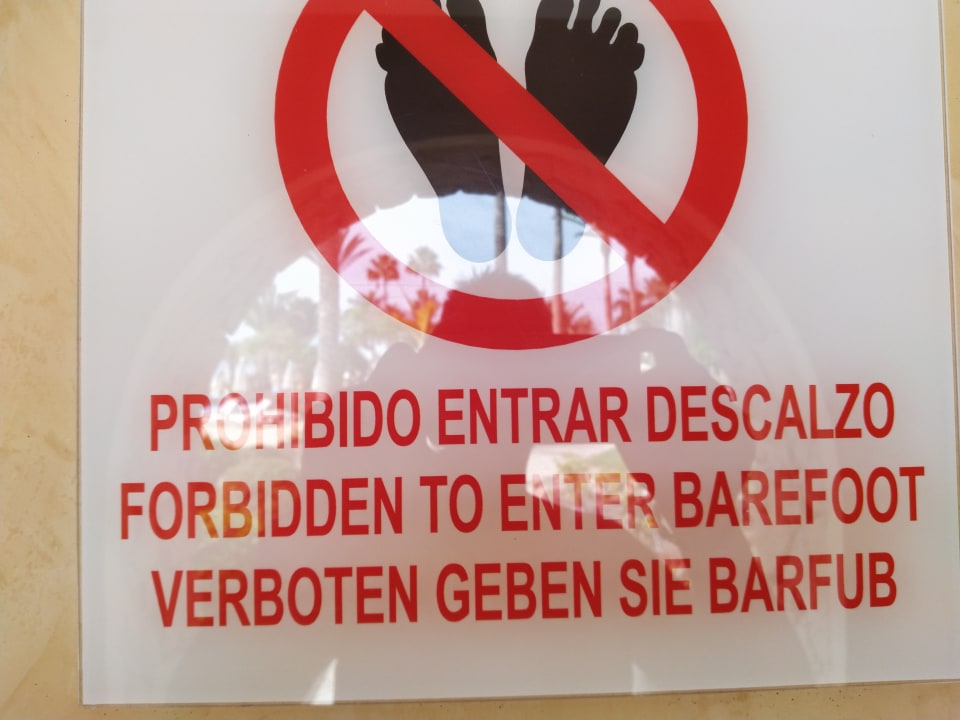 PROHIBIDO ENTRAR DESCALZO
FORBIDDEN TO ENTER BAREFOOT
VERBOTEN GEBEN SIE BARFUB